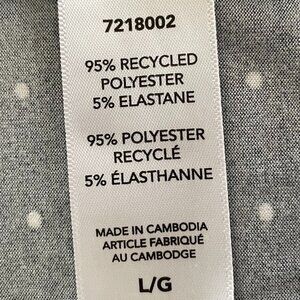 7218002
95% RECYCLED
POLYESTER
5% ELASTANE
95% POLYESTER
RECYCLÉ
5% ÉLASTHANNE
MADE IN CAMBODIA
ARTICLE FABRIQUÉ
AU CAMBODGE
L/G